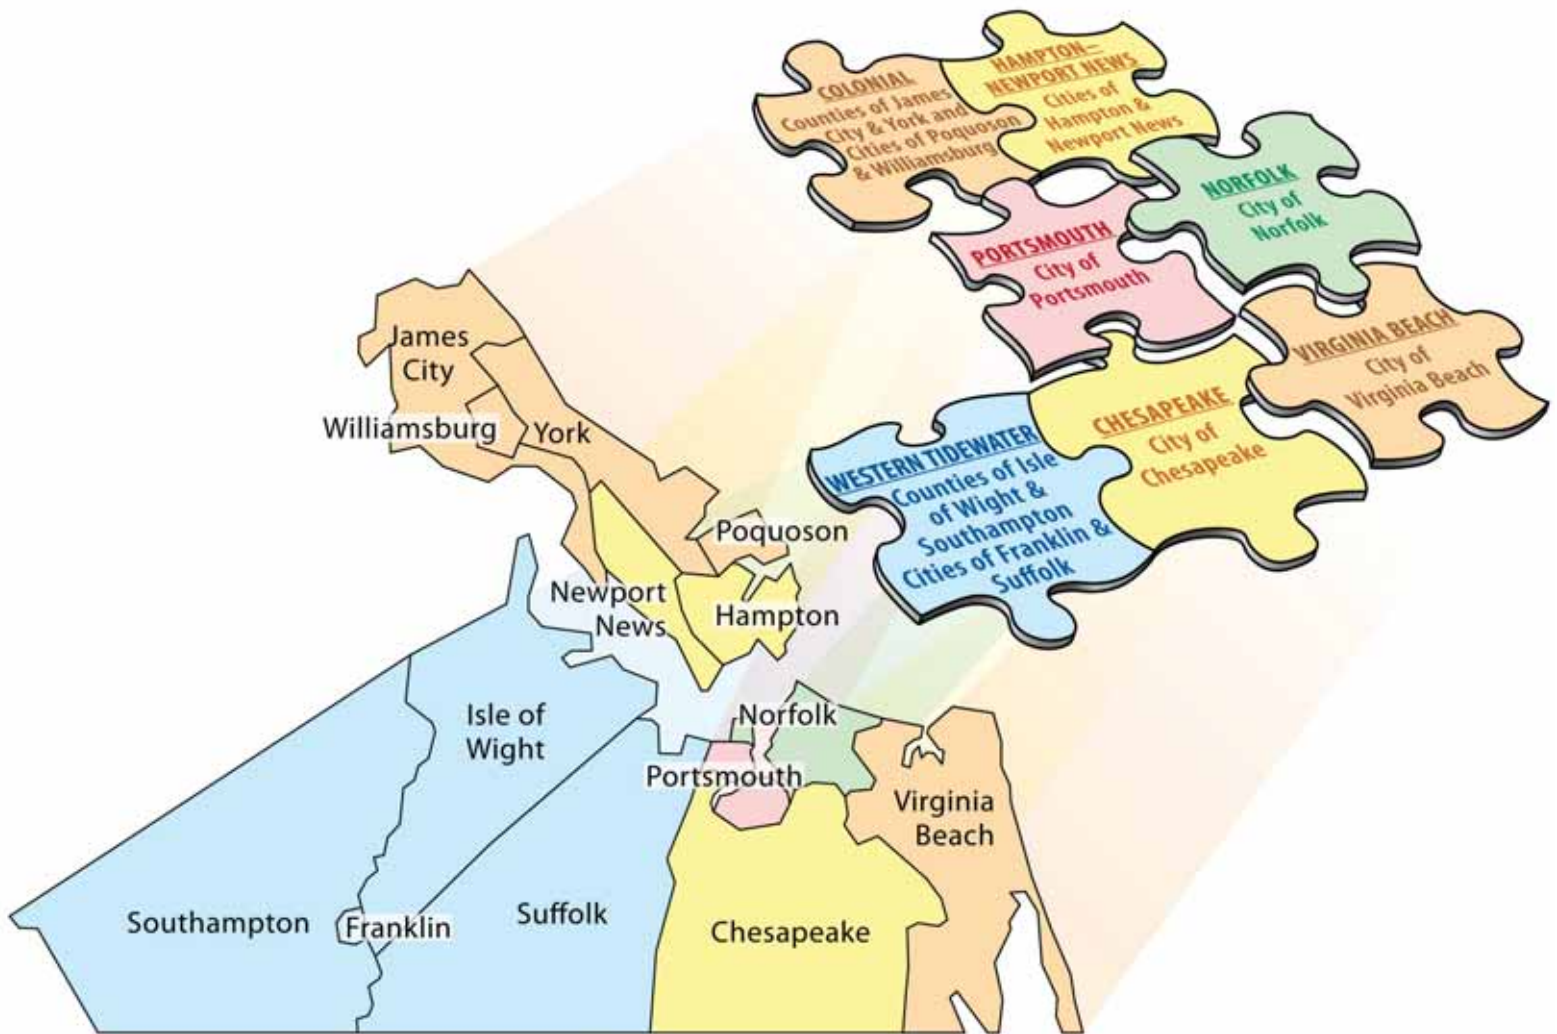 COLONIAL
Counties of James
City & York and
Cities of Poquoson
& Williamsburg
HAMPTON–
NEWPORT NEWS
Cities of
Hampton &
Newport News
NORFOLK
City of
Norfolk
PORTSMOUTH
City of
Portsmouth
VIRGINIA BEACH
City of
Virginia Beach
CHESAPEAKE
City of
Chesapeake
WESTERN TIDEWATER
Counties of Isle
of Wight &
Southampton
Cities of Franklin &
Suffolk
James
City
Williamsburg
York
Poquoson
Newport
News
Hampton
Isle of
Wight
Norfolk
Portsmouth
Virginia
Beach
Southampton
Franklin
Suffolk
Chesapeake